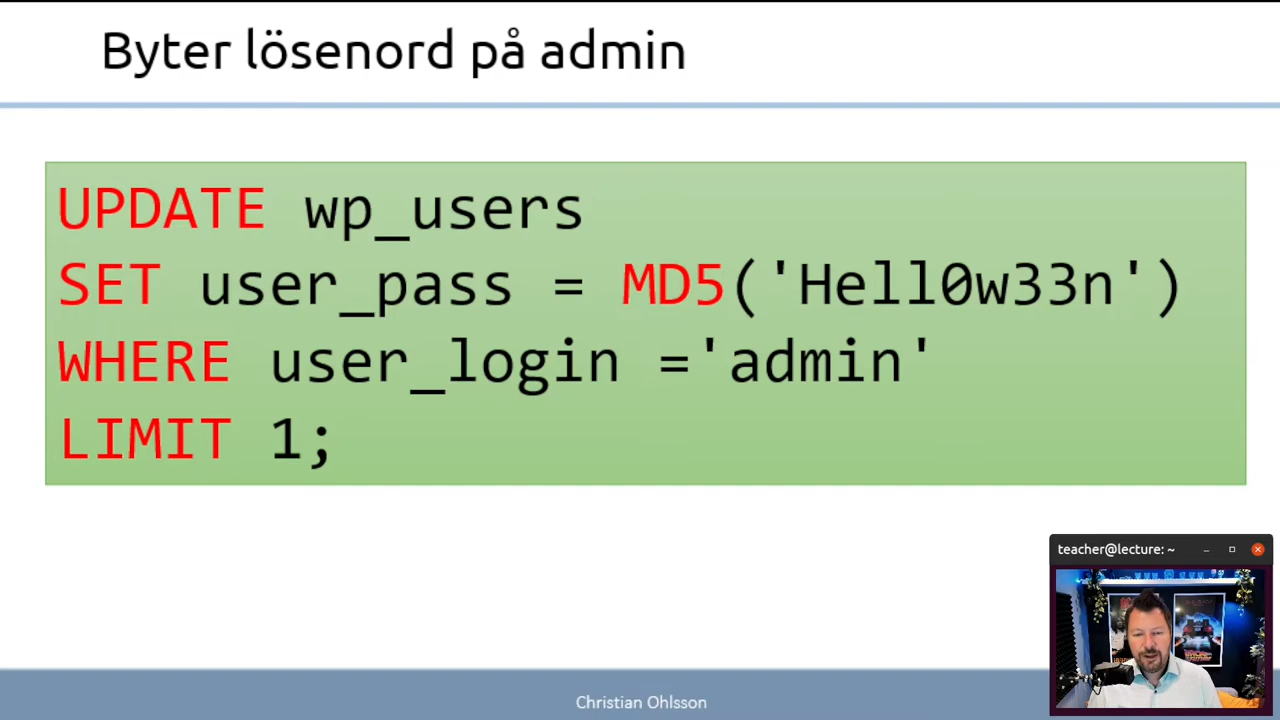 Byter lösenord på admin
UPDATE wp_users
SET user_pass = MD5('Hell0w33n')
WHERE user_login ='admin'
LIMIT 1;
teacher@lecture: ~
Christian Ohlsson